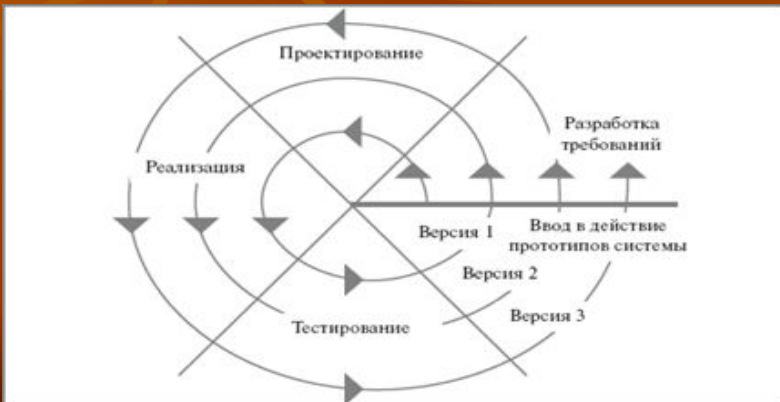 Проектирование
Разработка
требований
Реализация
Версия 1
Ввод в действие
прототипов системы
Версия 2
Версия 3
Тестирование